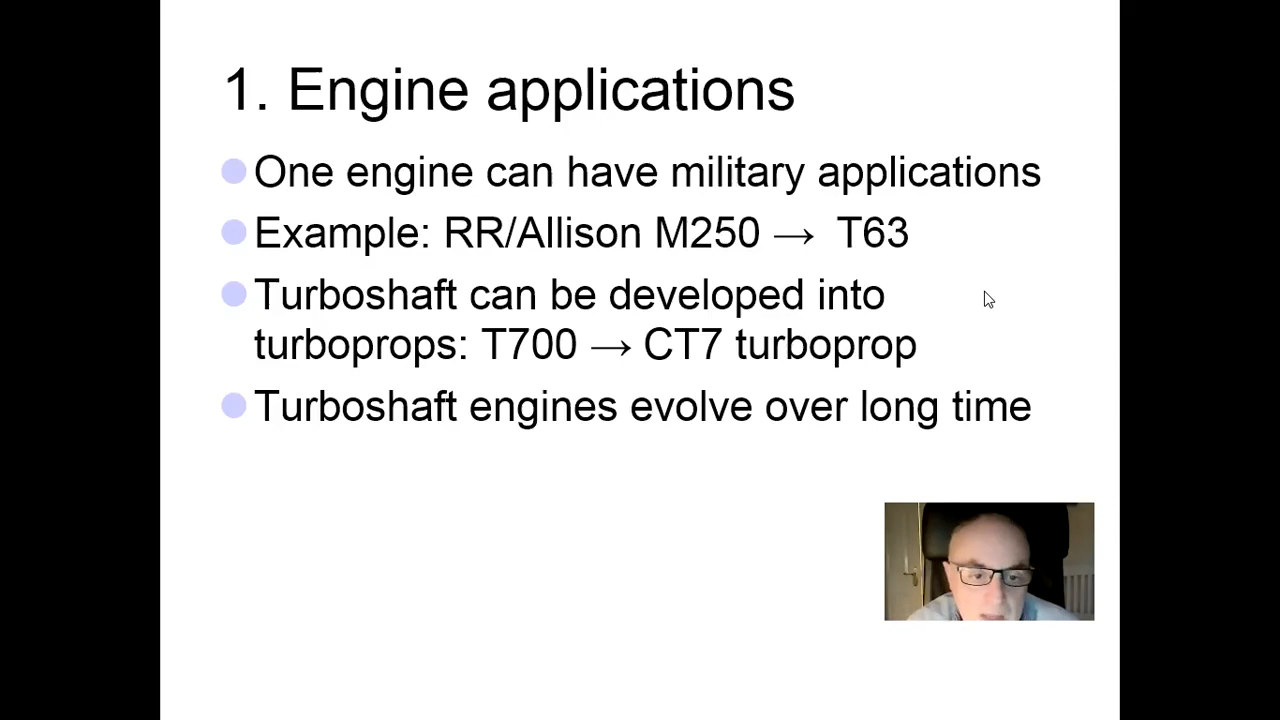 1. Engine applications
One engine can have military applications
Example: RR/Allison M250 → T63
Turboshaft can be developed into
turboprops: T700 → CT7 turboprop
Turboshaft engines evolve over long time